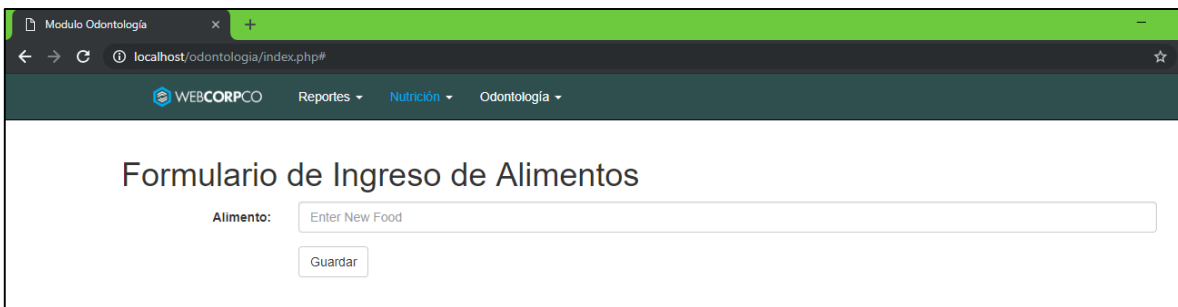 Modulo Odontología
localhost/odontologia/index.php#
WEBCORPCO Reportes Nutrición Odontología
Formulario de Ingreso de Alimentos
Alimento: Enter New Food
Guardar